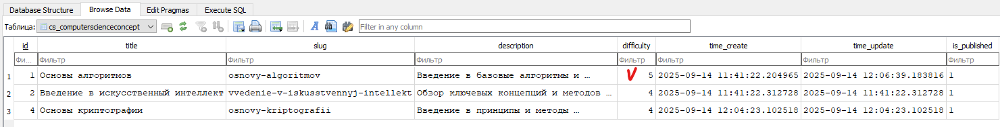 Database Structure Browse Data Edit Pragmas Execute SQL
Таблица: cs_computerscienceconcept Filter in any column
id title slug description difficulty time_create time_update is_published
Фи... Фильтр Фильтр Фильтр Фильтр Фильтр Фильтр Фильтр
1 1 Основы алгоритмов osnovy-algoritmov Введение в базовые алгоритмы и ... 5 2025-09-14 11:41:22.204965 2025-09-14 12:06:39.183816 1
2 2 Введение в искусственный интеллект vvedenie-v-iskusstvennyj-intellekt Обзор ключевых концепций и методов ... 4 2025-09-14 11:41:22.312728 2025-09-14 11:41:22.312728 1
3 4 Основы криптографии osnovy-kriptografii Введение в принципы и методы ... 4 2025-09-14 12:04:23.102518 2025-09-14 12:04:23.102518 1